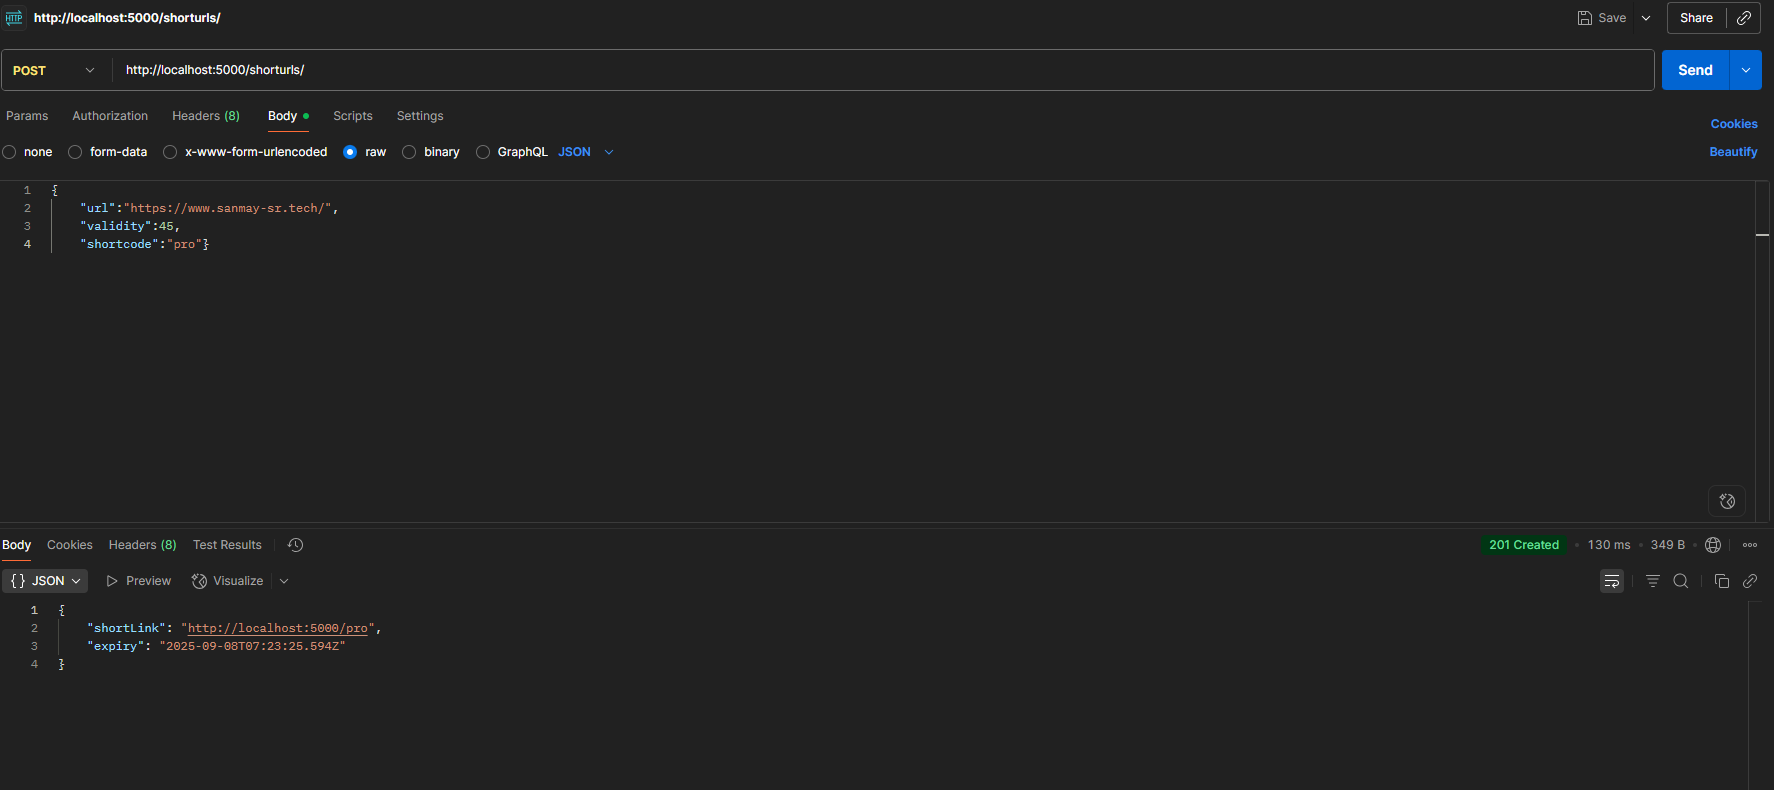 HTTP http://localhost:5000/shorturls/ Save Share
POST http://localhost:5000/shorturls/ Send
Params Authorization Headers (8) Body Scripts Settings Cookies
none form-data x-www-form-urlencoded raw binary GraphQL JSON Beautify
1 {
2 "url":"https://www.sanmay-sr.tech/",
3 "validity":45,
4 "shortcode":"pro"}
Body Cookies Headers (8) Test Results 201 Created • 130 ms • 349 B
{} JSON Preview Visualize
1 {
2 "shortLink": "http://localhost:5000/pro",
3 "expiry": "2025-09-08T07:23:25.594Z"
4 }